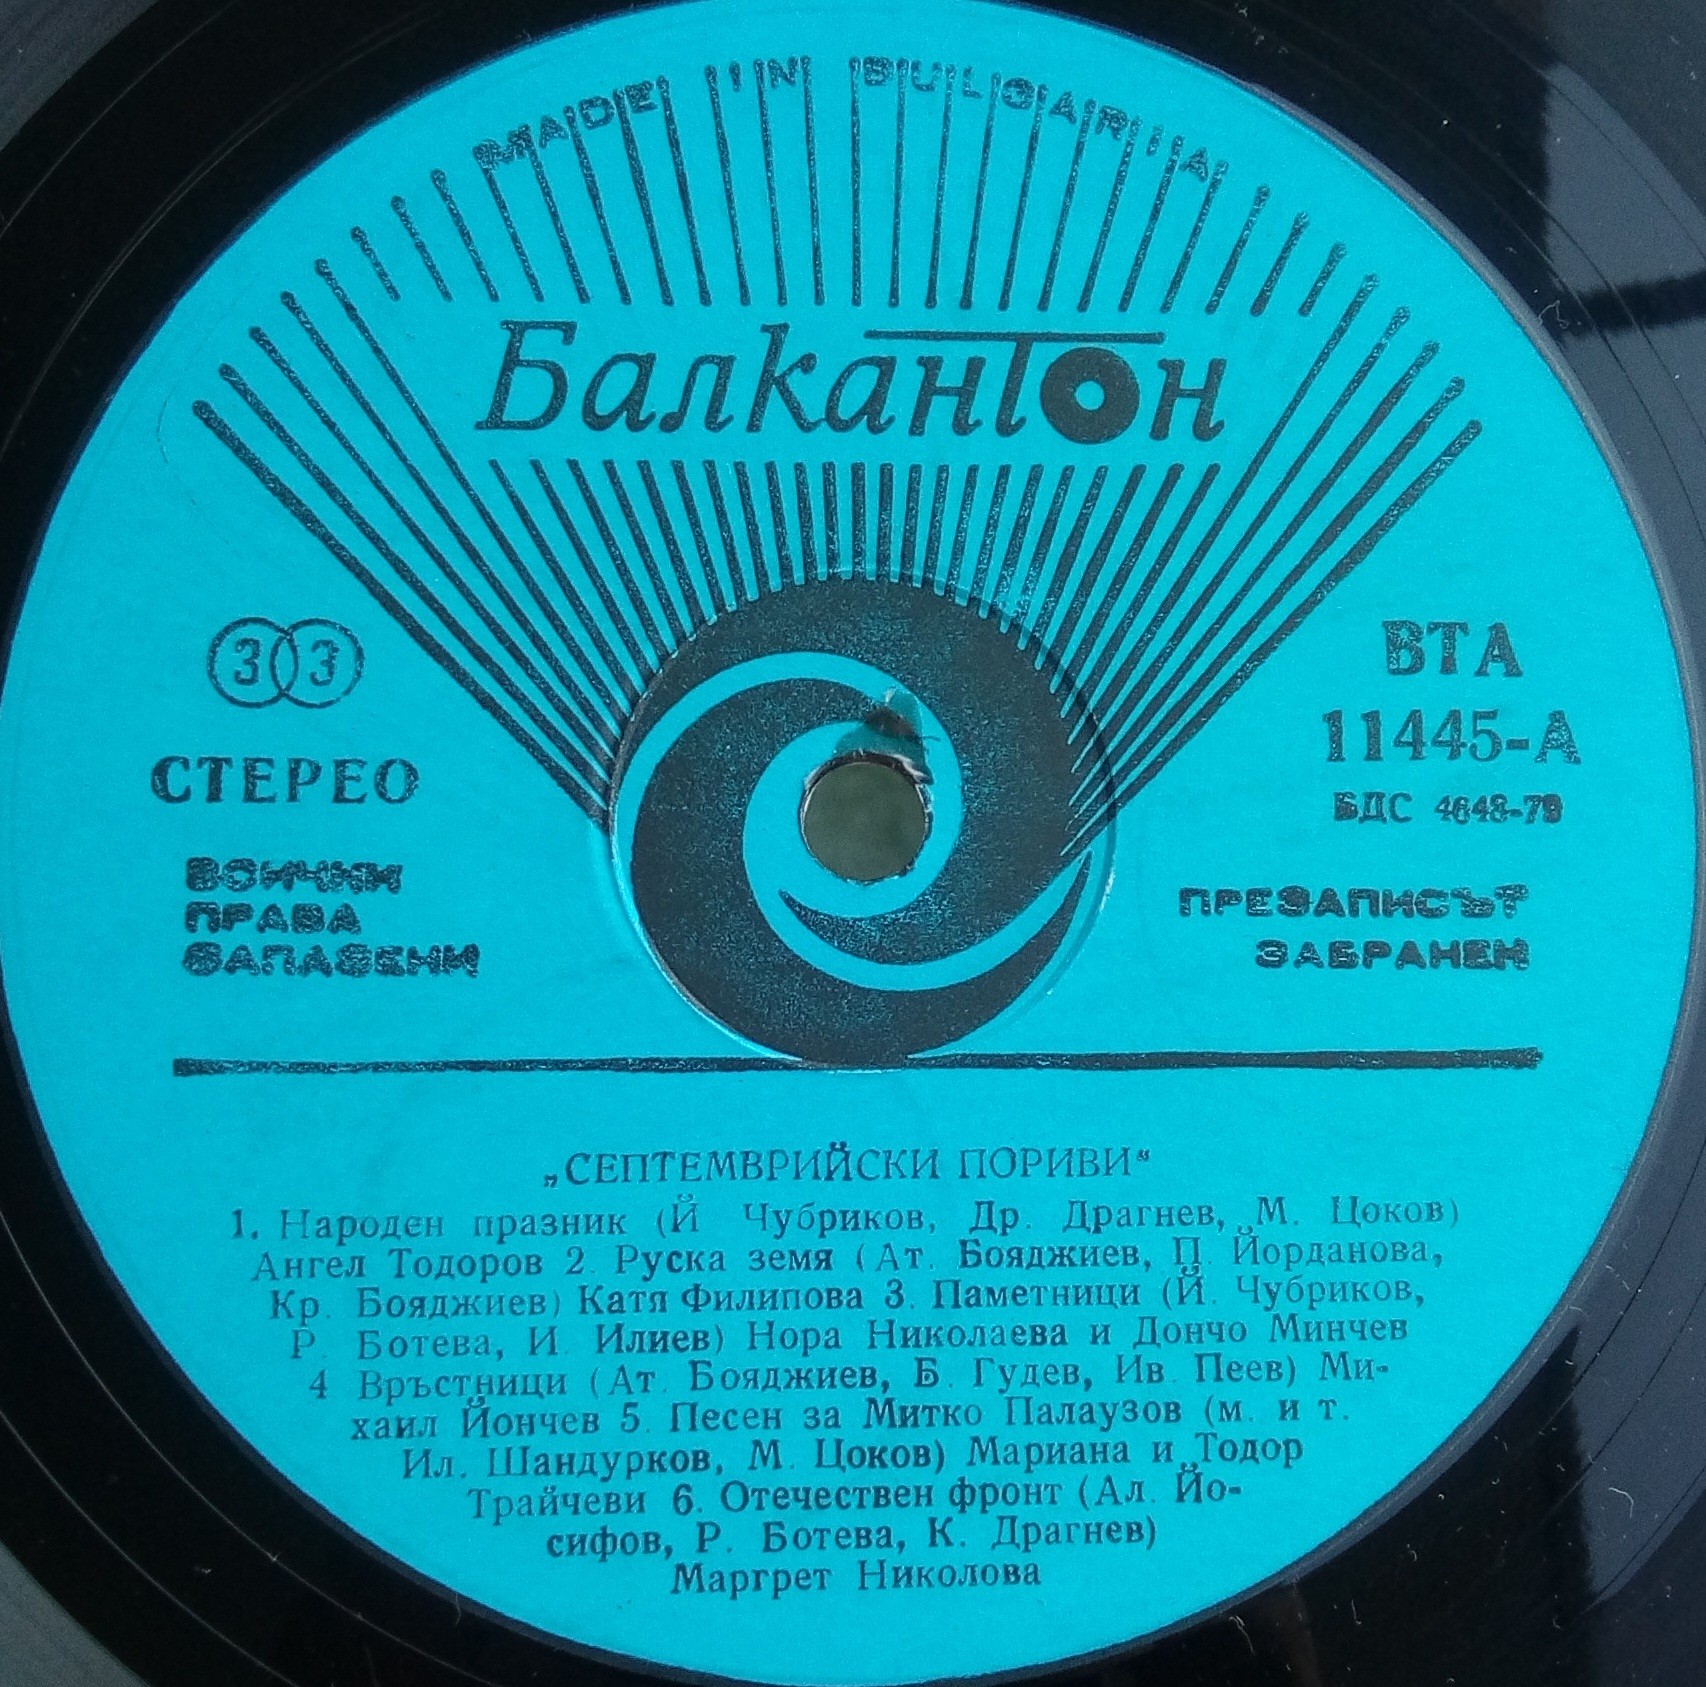 MADE IN BULGARIA
Балкантон
33
СТЕРЕО
ВСИЧКИ
ПРАВА
ЗАПАЗЕНИ
ВТА
11445-А
БДС 4643-79
ПРЕЗАПИСЪТ
ЗАБРАНЕН
„СЕПТЕМВРИЙСКИ ПОРИВИ“
1. Народен празник (Й Чубриков, Др. Драгнев, М. Цоков)
Ангел Тодоров 2. Руска земя (Ат. Бояджиев, П. Йорданова,
Кр. Бояджиев) Катя Филипова 3. Паметници (Й. Чубриков,
Р. Ботева, И. Илиев) Нора Николаева и Дончо Минчев
4 Връстници (Ат. Бояджиев, Б. Гудев, Ив. Пеев) Ми-
хаил Йончев 5. Песен за Митко Палаузов (м. и т.
Ил. Шандурков, М. Цоков) Мариана и Тодор
Трайчеви 6. Отечествен фронт (Ал. Йо-
сифов, Р. Ботева, К. Драгнев)
Маргрет Николова